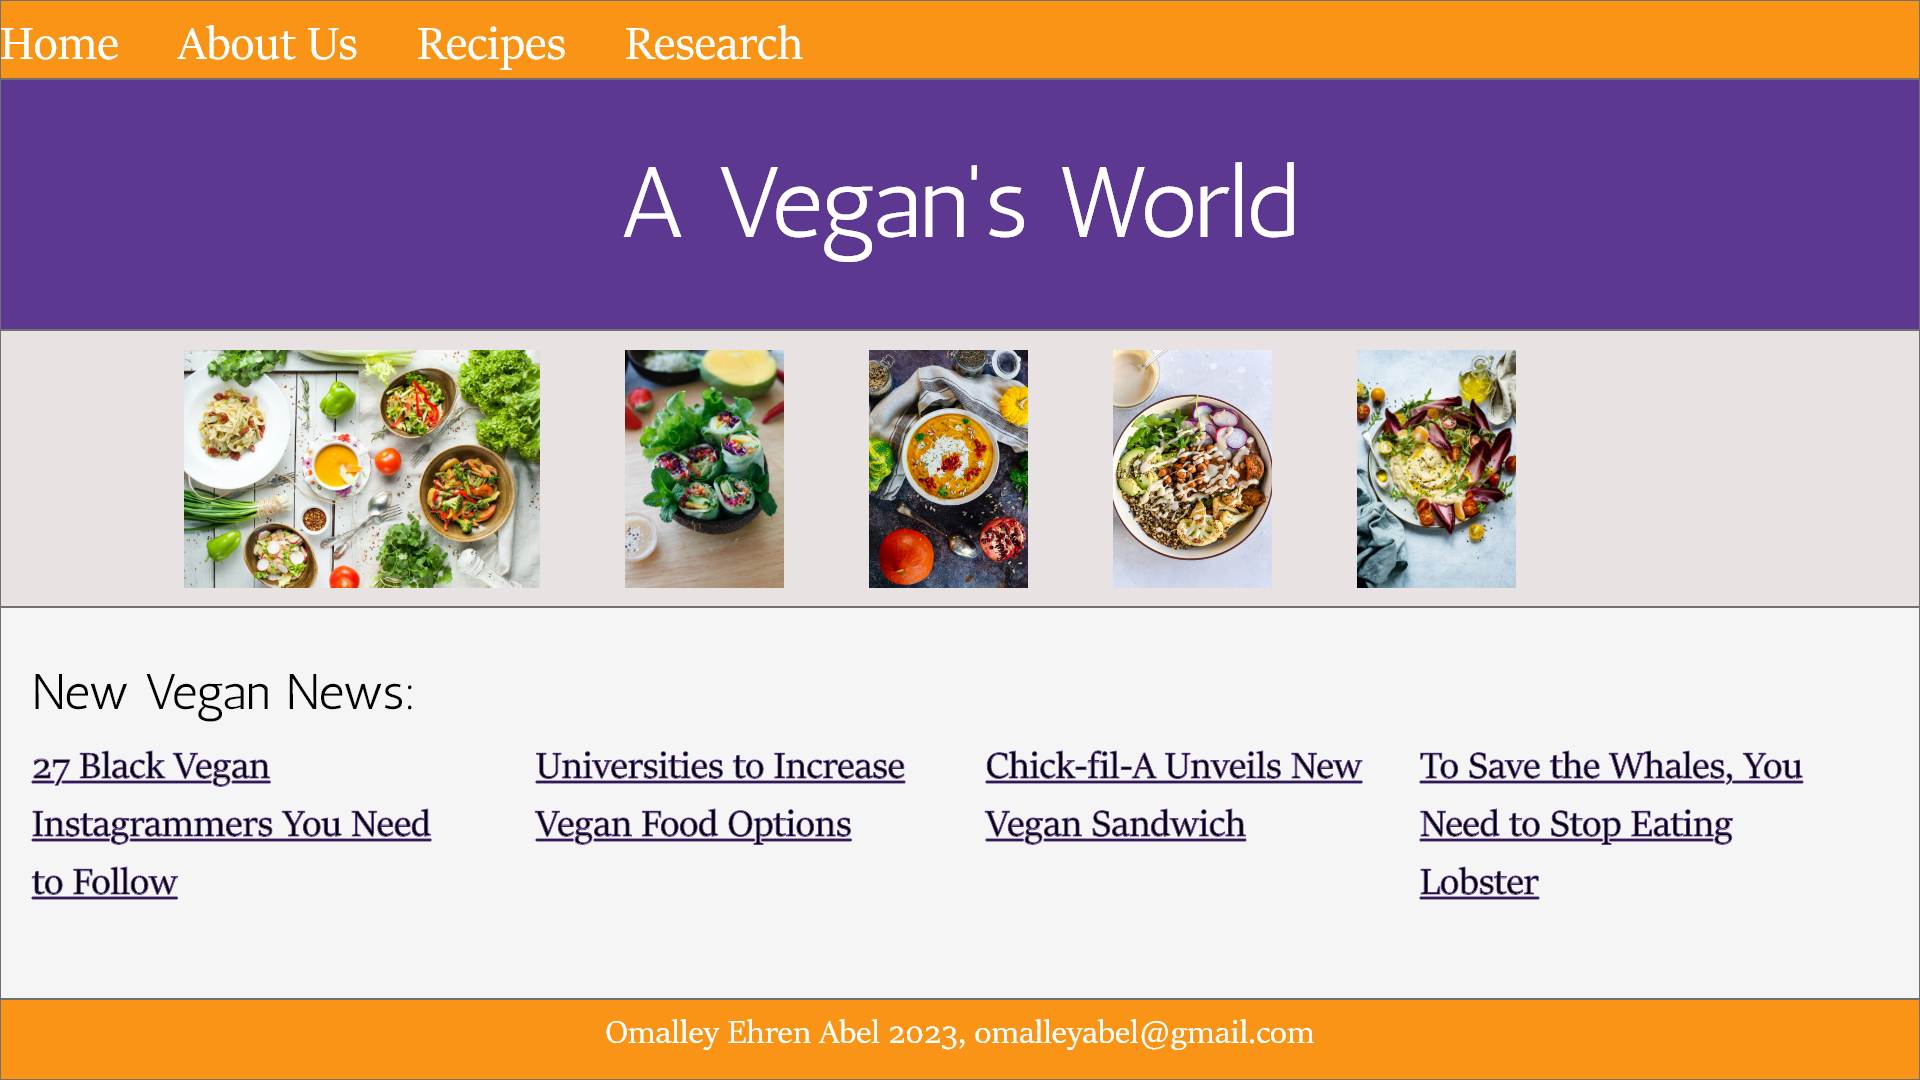 Home About Us Recipes Research
A Vegan's World
New Vegan News:
27 Black Vegan
Instagrammers You Need
to Follow
Universities to Increase
Vegan Food Options
Chick-fil-A Unveils New
Vegan Sandwich
To Save the Whales, You
Need to Stop Eating
Lobster
Omalley Ehren Abel 2023, omalleyabel@gmail.com